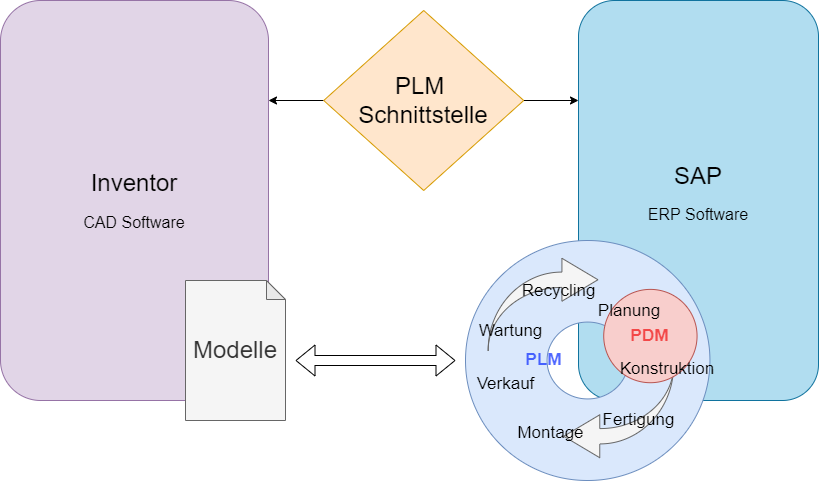 PLM
Schnittstelle
Inventor
CAD Software
SAP
ERP Software
Modelle
Recycling
Planung
Wartung
PDM
PLM
Konstruktion
Verkauf
Fertigung
Montage